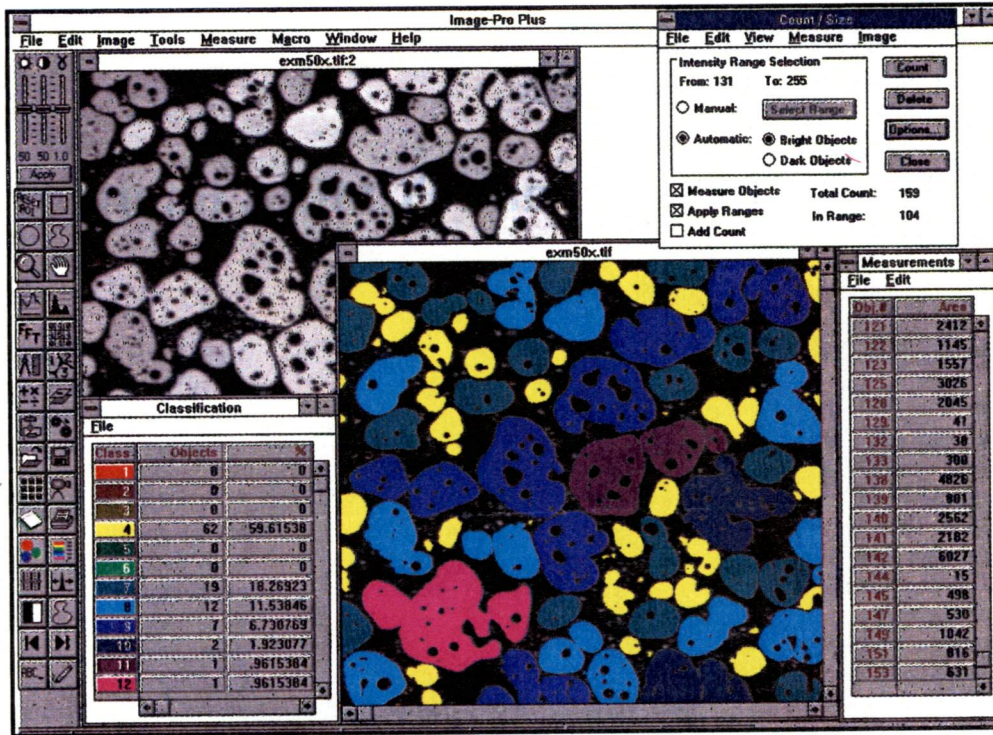 Image-Pro Plus
File Edit Image Tools Measure Macro Window Help
exm50x.tif:2
50 50 1.0
Apply
FFT
ABC
Count / Size
File Edit View Measure Image
Intensity Range Selection
From: 131 To: 255
Manual: Select Range
Automatic: Bright Objects
Dark Objects
Measure Objects
Apply Ranges
Add Count
Total Count: 159
In Range: 104
Count
Delete
Options...
Close
exm50x.tif
Classification
File
Class Objects %
1 0 0
2 0 0
3 0 0
4 62 59.61538
5 0 0
6 0 0
7 19 18.26923
8 12 11.53846
9 7 6.730769
10 2 1.923077
11 1 .9615384
12 1 .9615384
Measurements
File Edit
Obj.# Area
121 2412
122 1145
123 1557
125 3026
128 2045
129 41
132 38
133 300
138 4826
139 801
140 2562
141 2182
142 6027
144 15
145 498
147 530
149 1042
151 816
153 631